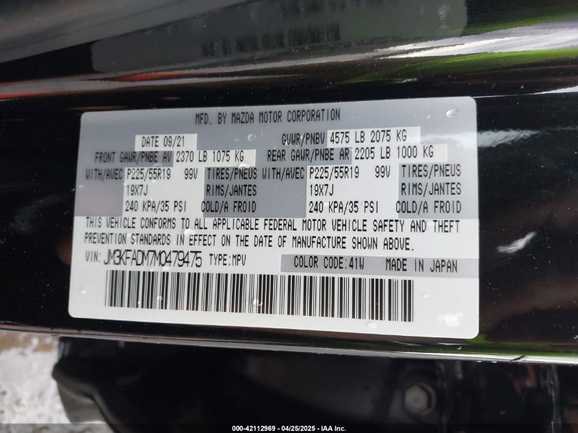 MFD. BY MAZDA MOTOR CORPORATION
DATE 09/21 GVWR/PNBV 4575 LB 2075 KG
FRONT GAWR/PNBE AV 2370 LB 1075 KG REAR GAWR/PNBE AR 2205 LB 1000 KG
WITH/AVEC P225/55R19 99V TIRES/PNEUS WITH/AVEC P225/55R19 99V TIRES/PNEUS
19X7J RIMS/JANTES 19X7J RIMS/JANTES
240 KPA/35 PSI COLD/A FROID 240 KPA/35 PSI COLD/A FROID
THIS VEHICLE CONFORMS TO ALL APPLICABLE FEDERAL MOTOR VEHICLE SAFETY AND THEFT
PREVENTION STANDARDS IN EFFECT ON THE DATE OF MANUFACTURE SHOWN ABOVE.
VIN: JM3KFADM7M0479475 TYPE:MPV COLOR CODE:41W MADE IN JAPAN
000-42112969 - 04/25/2025 - IAA Inc.